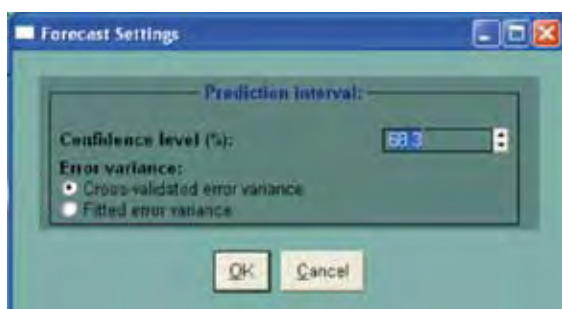 Forecast Settings
Prediction Interval:
Confidence level (%): 68.3
Error variance:
Cross-validated error variance
Fitted error variance
OK Cancel